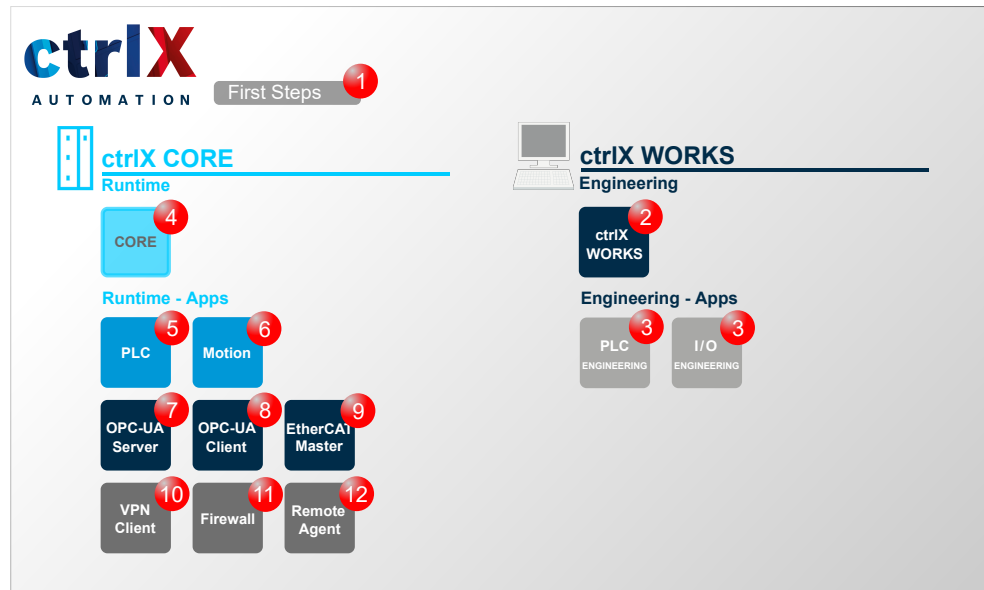 ctrlX
AUTOMATION
First Steps 1
ctrlX CORE
Runtime
4
CORE
Runtime - Apps
5
PLC
6
Motion
7
OPC-UA
Server
8
OPC-UA
Client
9
EtherCAT
Master
10
VPN
Client
11
Firewall
12
Remote
Agent
ctrlX WORKS
Engineering
2
ctrlX
WORKS
Engineering - Apps
3
PLC
ENGINEERING
3
I/O
ENGINEERING